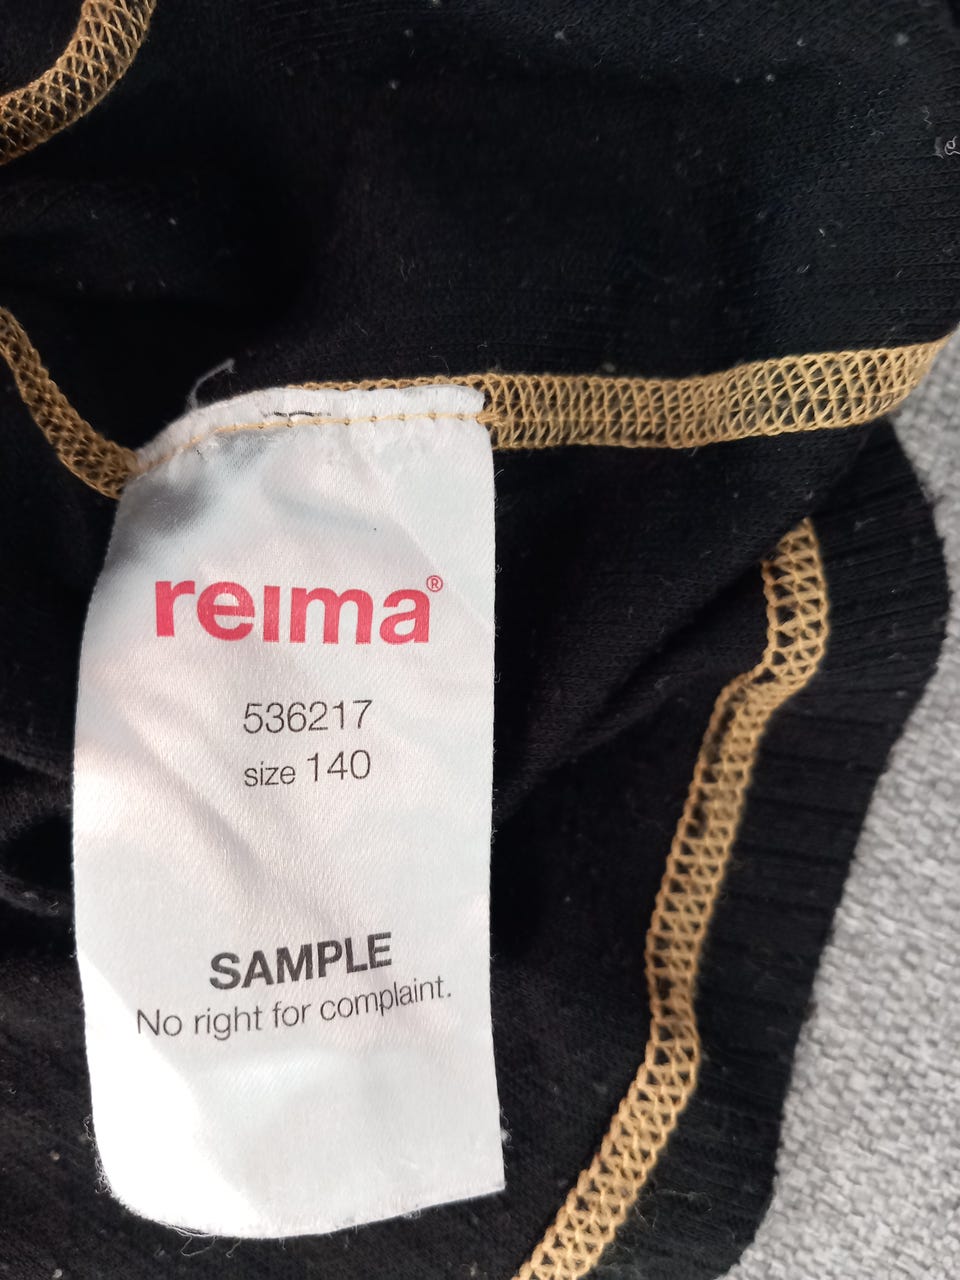 reima®
536217
size 140
SAMPLE
No right for complaint.